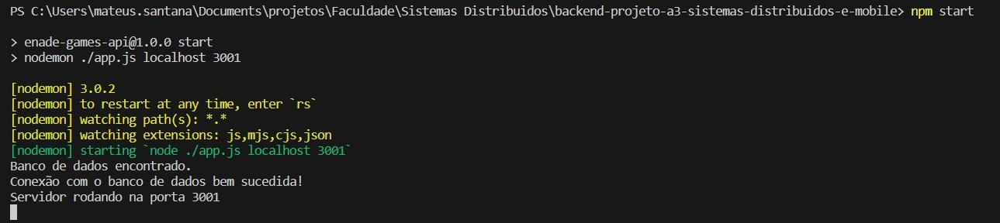 PS C:\Users\mateus.santana\Documents\projetos\Faculdade\Sistemas Distribuidos\backend-projeto-a3-sistemas-distribuidos-e-mobile> npm start
> enade-games-api@1.0.0 start
> nodemon ./app.js localhost 3001
[nodemon] 3.0.2
[nodemon] to restart at any time, enter `rs`
[nodemon] watching path(s): *.*
[nodemon] watching extensions: js,mjs,cjs,json
[nodemon] starting `node ./app.js localhost 3001`
Banco de dados encontrado.
Conexão com o banco de dados bem sucedida!
Servidor rodando na porta 3001